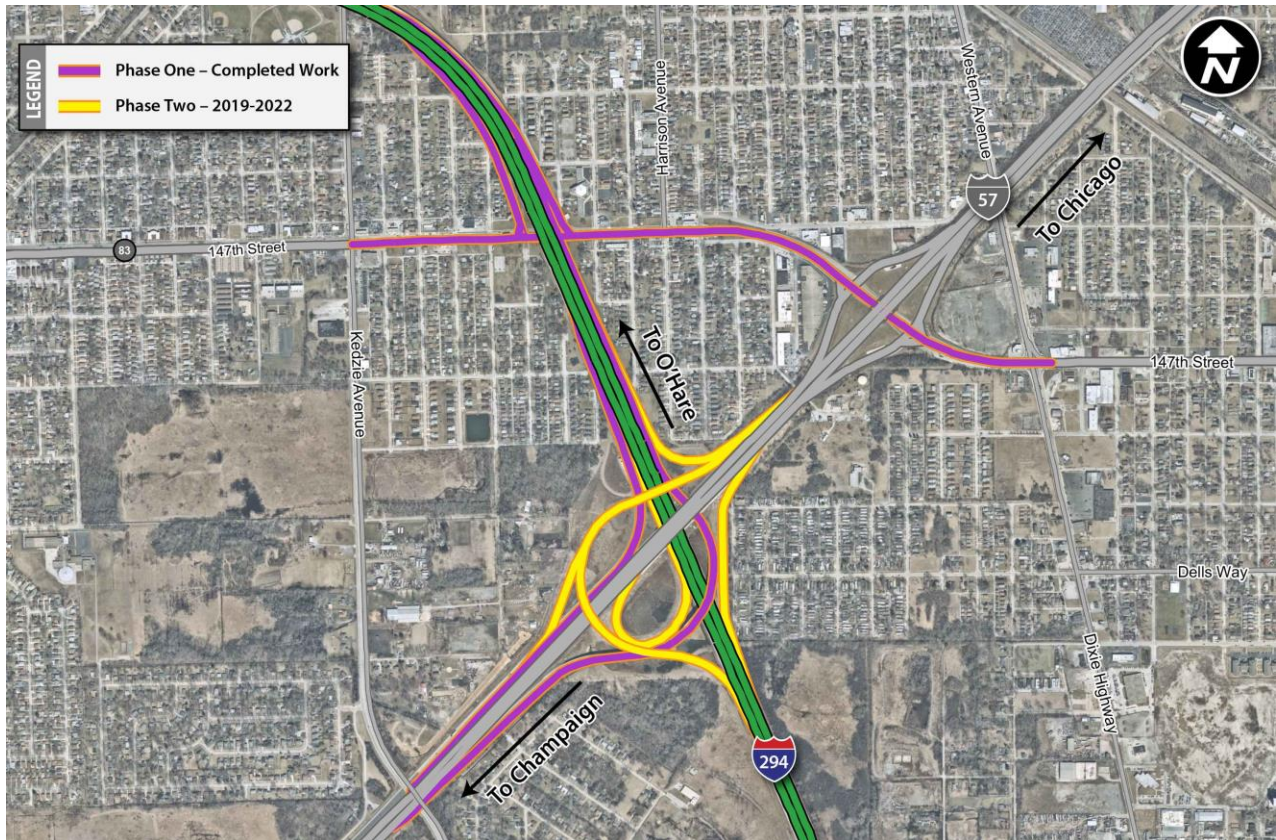 LEGEND
Phase One – Completed Work
Phase Two – 2019-2022
N
Harrison Avenue
Western Avenue
57
To Chicago
83
147th Street
Kedzie Avenue
To O'Hare
147th Street
Dells Way
Dixie Highway
To Champaign
294